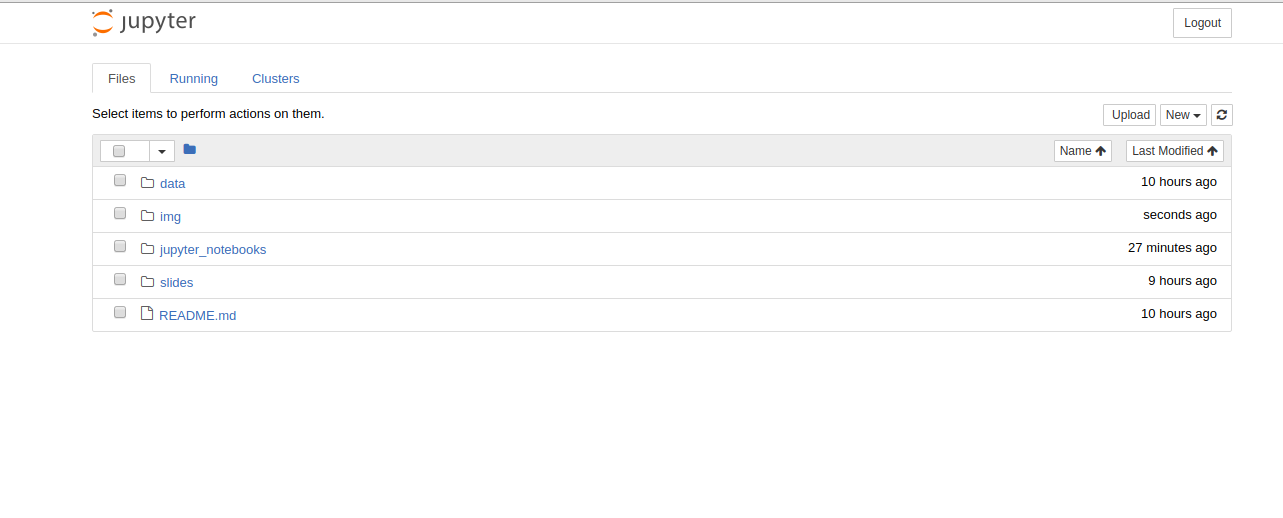 jupyter
Logout
Files Running Clusters
Select items to perform actions on them.
Upload New
Name Last Modified
data 10 hours ago
img seconds ago
jupyter_notebooks 27 minutes ago
slides 9 hours ago
README.md 10 hours ago